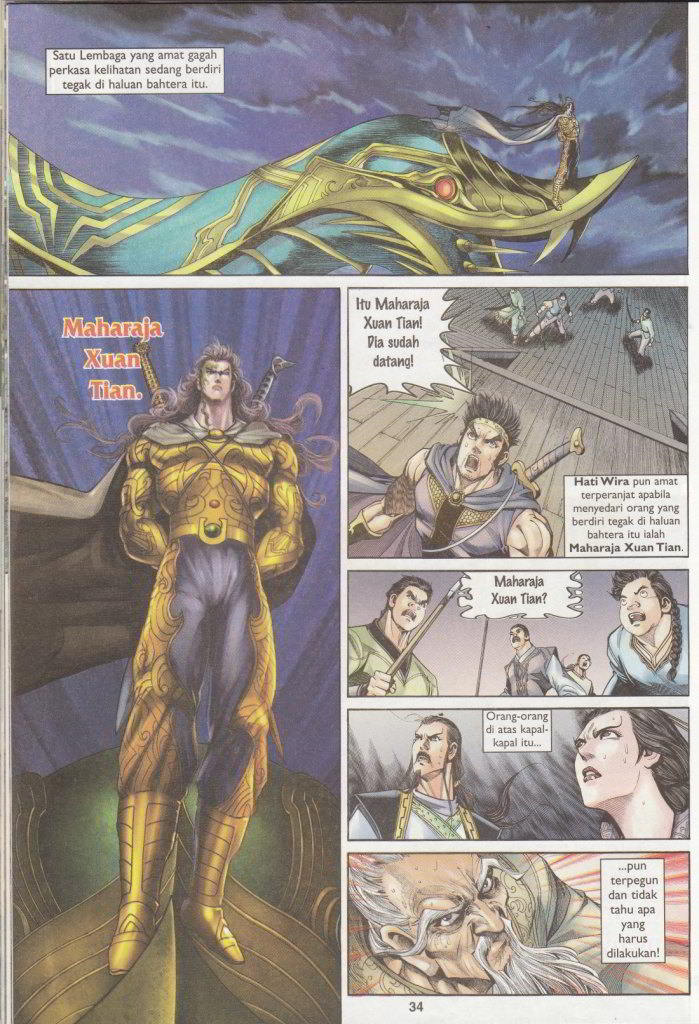 Satu Lembaga yang amat gagah
perkasa kelihatan sedang berdiri
tegak di haluan bahtera itu.
Maharaja
Xuan
Tian.
Itu Maharaja
Xuan Tian!
Dia sudah
datang!
Hati Wira pun amat
terperanjat apabila
menyedari orang yang
berdiri tegak di haluan
bahtera itu ialah
Maharaja Xuan Tian.
Maharaja
Xuan Tian?
Orang-orang
di atas kapal-
kapal itu...
...pun
terpegun
dan tidak
tahu apa
yang
harus
dilakukan!
34